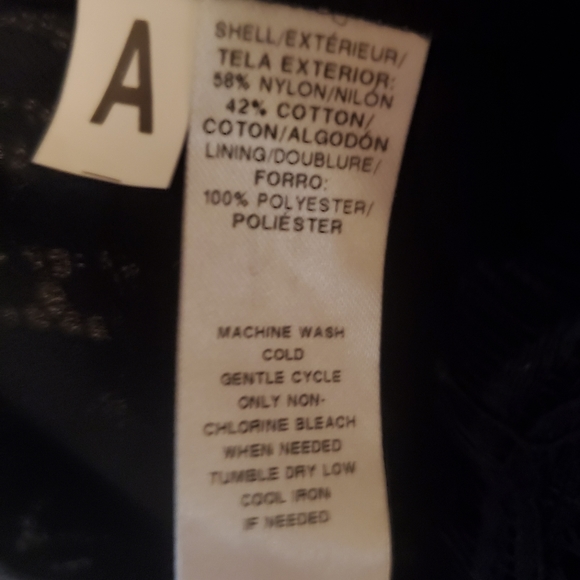 A
SHELL/EXTÉRIEUR/
TELA EXTERIOR:
58% NYLON/NILÓN
42% COTTON/
COTON/ALGODÓN
LINING/DOUBLURE/
FORRO:
100% POLYESTER/
POLIÉSTER
MACHINE WASH
COLD
GENTLE CYCLE
ONLY NON-
CHLORINE BLEACH
WHEN NEEDED
TUMBLE DRY LOW
COOL IRON
IF NEEDED